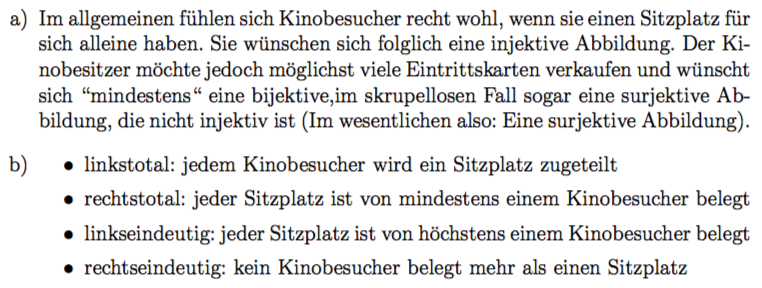 a) Im allgemeinen fühlen sich Kinobesucher recht wohl, wenn sie einen Sitzplatz für
sich alleine haben. Sie wünschen sich folglich eine injektive Abbildung. Der Ki-
nobesitzer möchte jedoch möglichst viele Eintrittskarten verkaufen und wünscht
sich “mindestens“ eine bijektive,im skrupellosen Fall sogar eine surjektive Ab-
bildung, die nicht injektiv ist (Im wesentlichen also: Eine surjektive Abbildung).
b) • linkstotal: jedem Kinobesucher wird ein Sitzplatz zugeteilt
• rechtstotal: jeder Sitzplatz ist von mindestens einem Kinobesucher belegt
• linkseindeutig: jeder Sitzplatz ist von höchstens einem Kinobesucher belegt
• rechtseindeutig: kein Kinobesucher belegt mehr als einen Sitzplatz